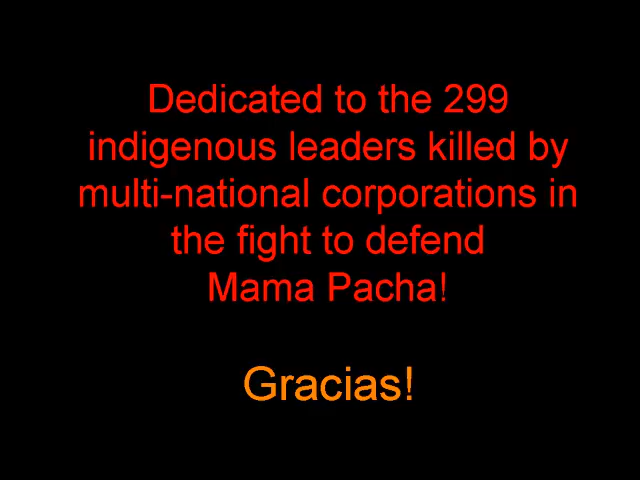 Dedicated to the 299
indigenous leaders killed by
multi-national corporations in
the fight to defend
Mama Pacha!
Gracias!